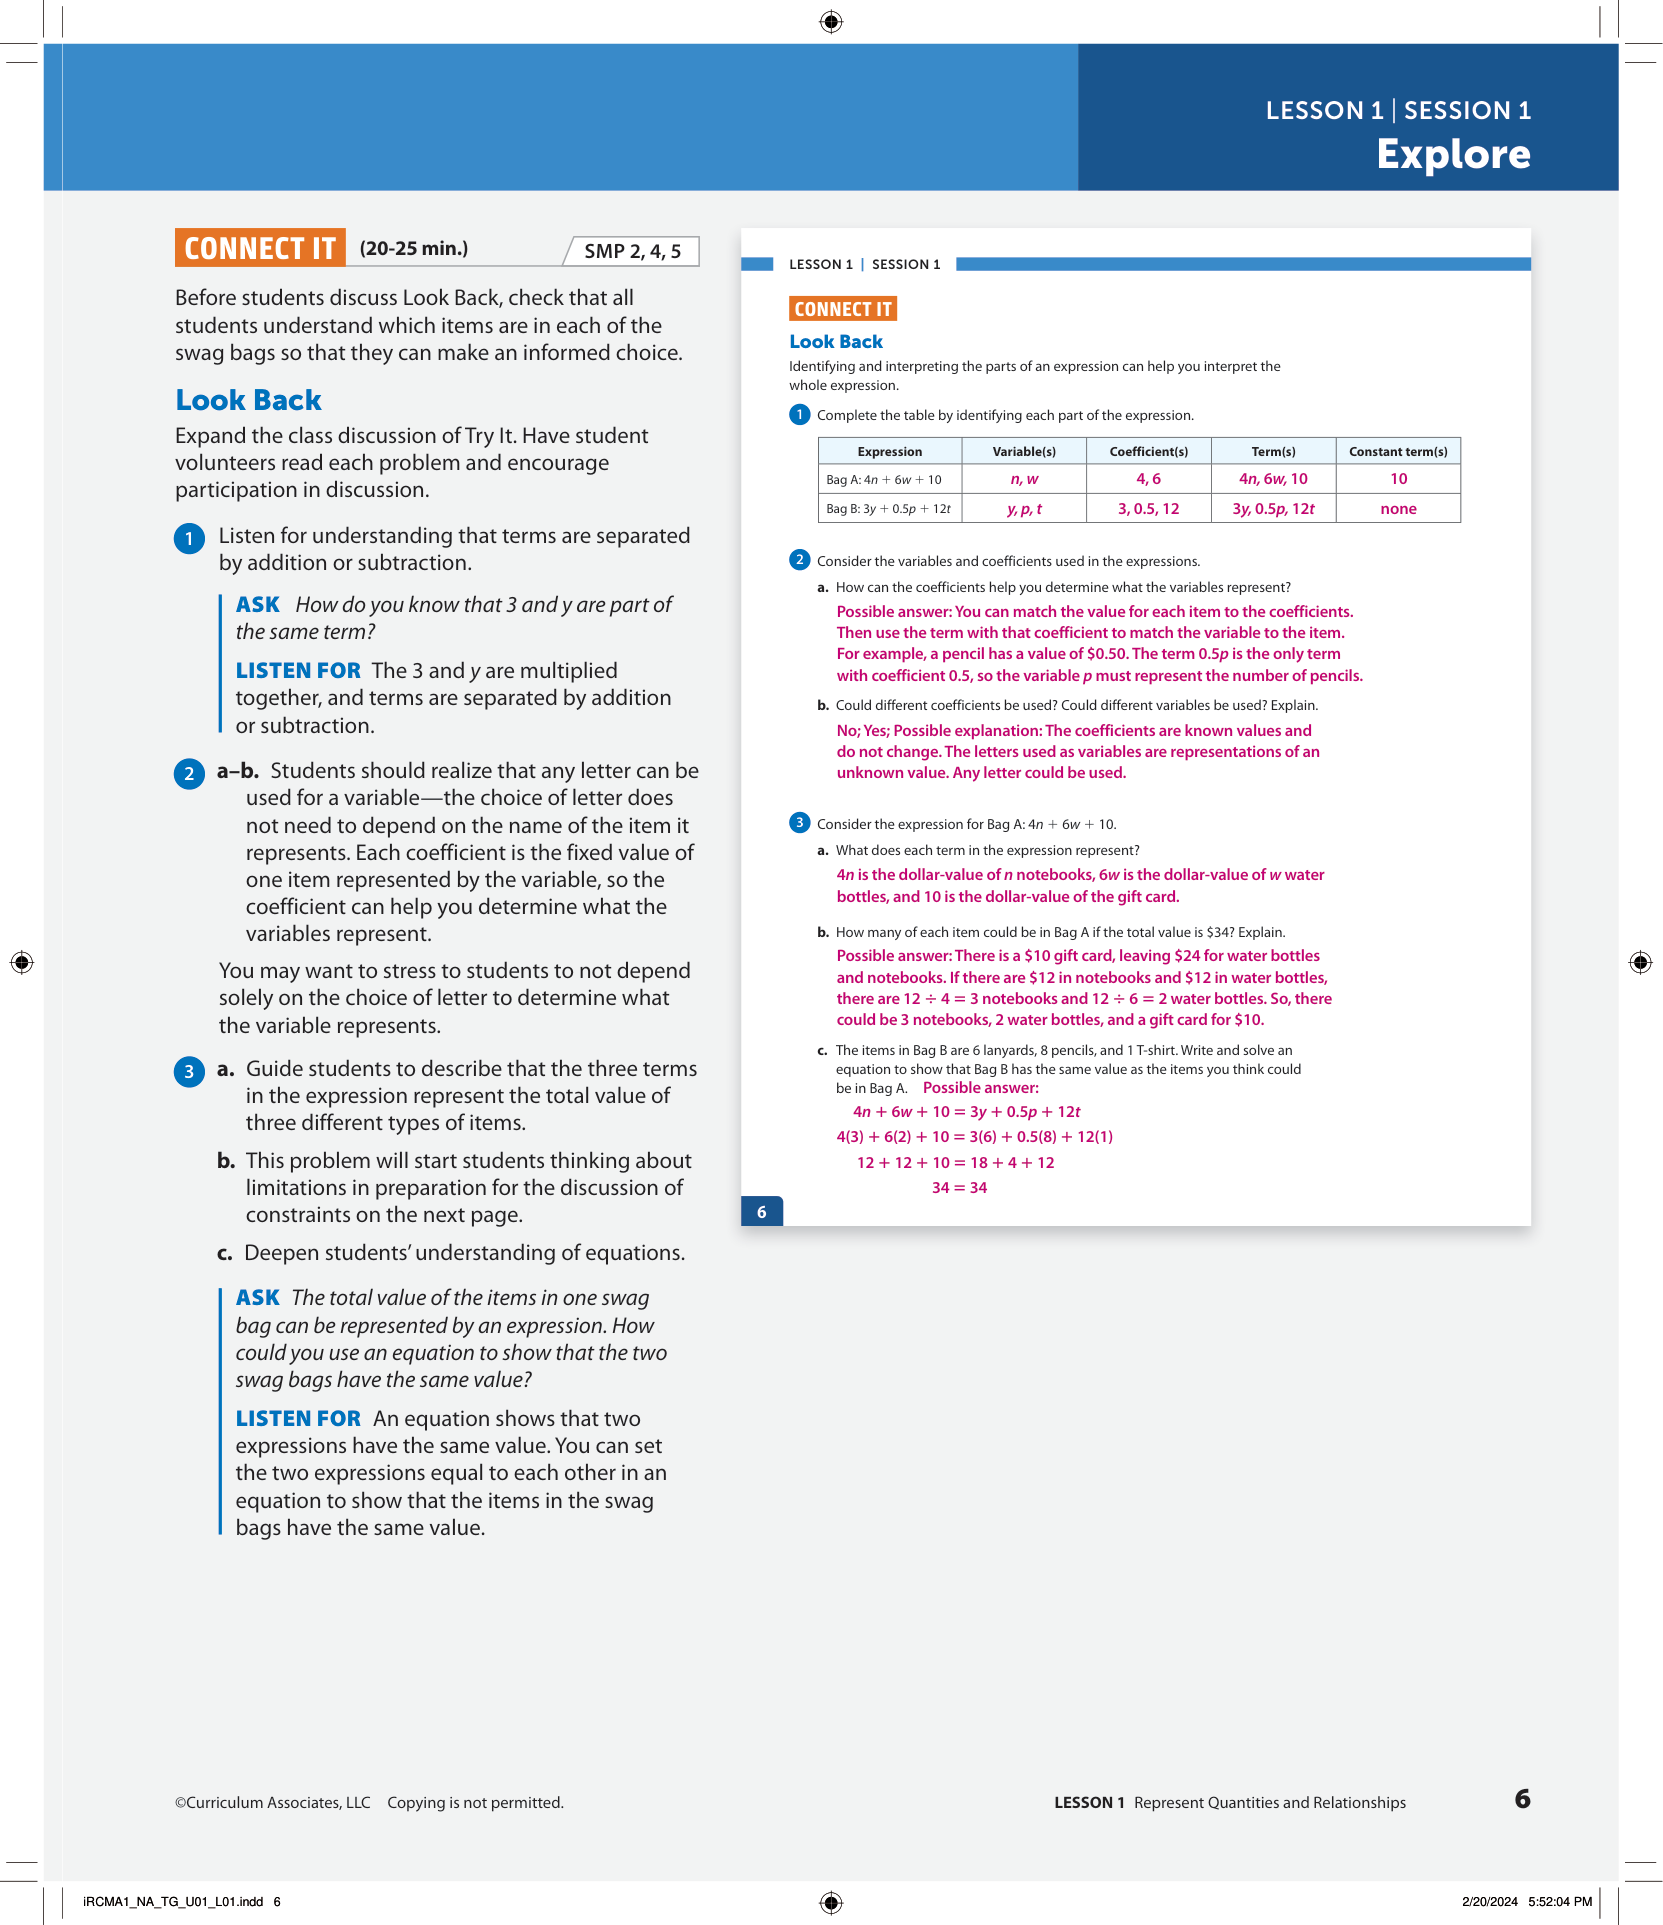 LESSON 1 | SESSION 1
Explore
CONNECT IT (20-25 min.) SMP 2, 4, 5
Before students discuss Look Back, check that all
students understand which items are in each of the
swag bags so that they can make an informed choice.
Look Back
Expand the class discussion of Try It. Have student
volunteers read each problem and encourage
participation in discussion.
1 Listen for understanding that terms are separated
by addition or subtraction.
ASK How do you know that 3 and y are part of
the same term?
LISTEN FOR The 3 and y are multiplied
together, and terms are separated by addition
or subtraction.
2 a–b. Students should realize that any letter can be
used for a variable—the choice of letter does
not need to depend on the name of the item it
represents. Each coefficient is the fixed value of
one item represented by the variable, so the
coefficient can help you determine what the
variables represent.
You may want to stress to students to not depend
solely on the choice of letter to determine what
the variable represents.
3 a. Guide students to describe that the three terms
in the expression represent the total value of
three different types of items.
b. This problem will start students thinking about
limitations in preparation for the discussion of
constraints on the next page.
c. Deepen students’ understanding of equations.
ASK The total value of the items in one swag
bag can be represented by an expression. How
could you use an equation to show that the two
swag bags have the same value?
LISTEN FOR An equation shows that two
expressions have the same value. You can set
the two expressions equal to each other in an
equation to show that the items in the swag
bags have the same value.
LESSON 1 | SESSION 1
CONNECT IT
Look Back
Identifying and interpreting the parts of an expression can help you interpret the
whole expression.
1 Complete the table by identifying each part of the expression.
Expression Variable(s) Coefficient(s) Term(s) Constant term(s)
Bag A: 4n + 6w + 10 n, w 4, 6 4n, 6w, 10 10
Bag B: 3y + 0.5p + 12t y, p, t 3, 0.5, 12 3y, 0.5p, 12t none
2 Consider the variables and coefficients used in the expressions.
a. How can the coefficients help you determine what the variables represent?
Possible answer: You can match the value for each item to the coefficients.
Then use the term with that coefficient to match the variable to the item.
For example, a pencil has a value of $0.50. The term 0.5p is the only term
with coefficient 0.5, so the variable p must represent the number of pencils.
b. Could different coefficients be used? Could different variables be used? Explain.
No; Yes; Possible explanation: The coefficients are known values and
do not change. The letters used as variables are representations of an
unknown value. Any letter could be used.
3 Consider the expression for Bag A: 4n + 6w + 10.
a. What does each term in the expression represent?
4n is the dollar-value of n notebooks, 6w is the dollar-value of w water
bottles, and 10 is the dollar-value of the gift card.
b. How many of each item could be in Bag A if the total value is $34? Explain.
Possible answer: There is a $10 gift card, leaving $24 for water bottles
and notebooks. If there are $12 in notebooks and $12 in water bottles,
there are 12 ÷ 4 = 3 notebooks and 12 ÷ 6 = 2 water bottles. So, there
could be 3 notebooks, 2 water bottles, and a gift card for $10.
c. The items in Bag B are 6 lanyards, 8 pencils, and 1 T-shirt. Write and solve an
equation to show that Bag B has the same value as the items you think could
be in Bag A. Possible answer:
4n + 6w + 10 = 3y + 0.5p + 12t
4(3) + 6(2) + 10 = 3(6) + 0.5(8) + 12(1)
12 + 12 + 10 = 18 + 4 + 12
34 = 34
6
©Curriculum Associates, LLC Copying is not permitted.
LESSON 1 Represent Quantities and Relationships 6
iRCMA1_NA_TG_U01_L01.indd 6
2/20/2024 5:52:04 PM